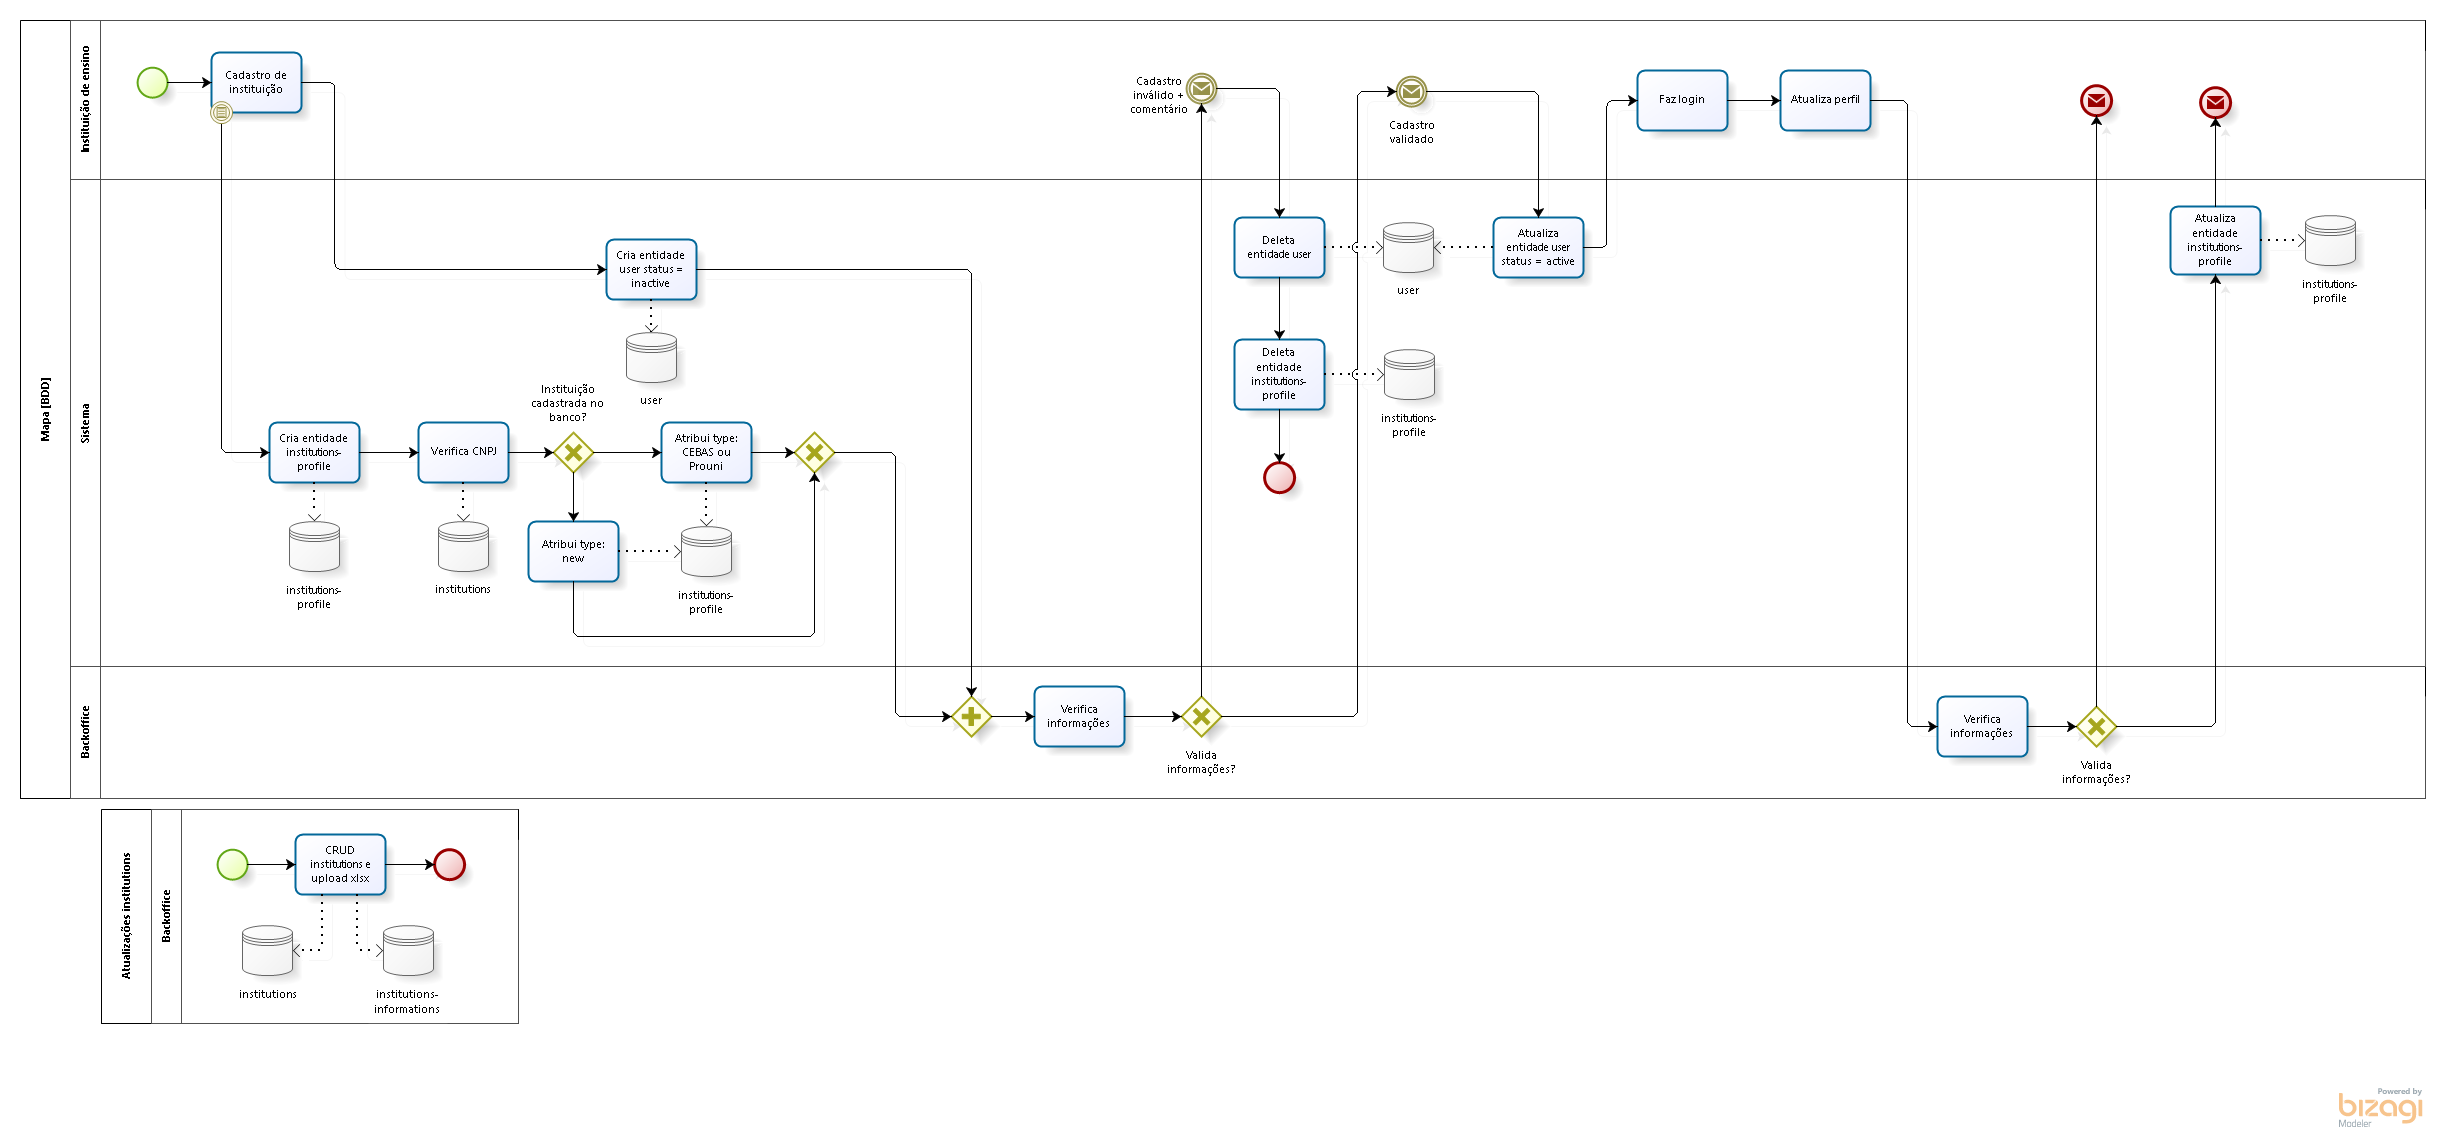 Mapa [BDD]
Instituição de ensino
Cadastro de
instituição
Cadastro
inválido +
comentário
Cadastro
validado
Faz login
Atualiza perfil
Sistema
Cria entidade
user status =
inactive
user
Cria entidade
institutions-
profile
institutions-
profile
Verifica CNPJ
institutions
Instituição
cadastrada no
banco?
Atribui type:
CEBAS ou
Prouni
Atribui type:
new
institutions-
profile
Deleta
entidade user
user
Deleta
entidade
institutions-
profile
institutions-
profile
Atualiza
entidade user
status = active
Atualiza
entidade
institutions-
profile
institutions-
profile
Backoffice
Verifica
informações
Valida
informações?
Verifica
informações
Valida
informações?
Atualizações institutions
Backoffice
CRUD
institutions e
upload xlsx
institutions
institutions-
informations
Powered by
bizagi
Modeler